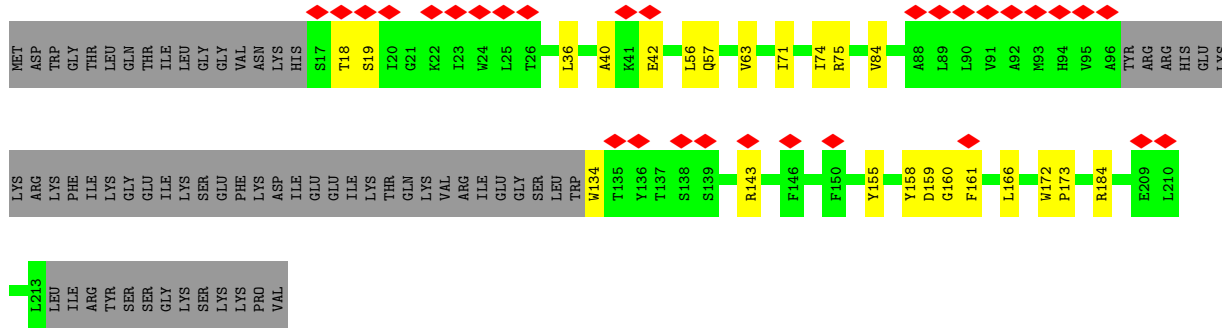 MET ASP TRP GLY THR LEU GLN THR ILE LEU GLY GLY VAL ASN LYS HIS S17 T18 S19 I20 G21 K22 I23 W24 L25 T26 L36 A40 K41 E42 L56 Q57 V63 I71 I74 R75 V84 A88 L89 L90 V91 A92 M93 H94 V95 A96 TYR ARG ARG HIS GLU LYS
LYS ARG LYS PHE ILE LYS GLY GLU ILE LYS SER GLU PHE LYS ASP ILE GLU GLU ILE LYS THR GLN LYS VAL ARG ILE GLU GLY SER LEU TRP W134 T135 Y136 T137 S138 S139 R143 F146 F150 Y155 Y158 D159 G160 F161 L166 W172 P173 R184 E209 L210
L213 LEU ILE ARG TYR SER SER GLY LYS SER LYS LYS PRO VAL